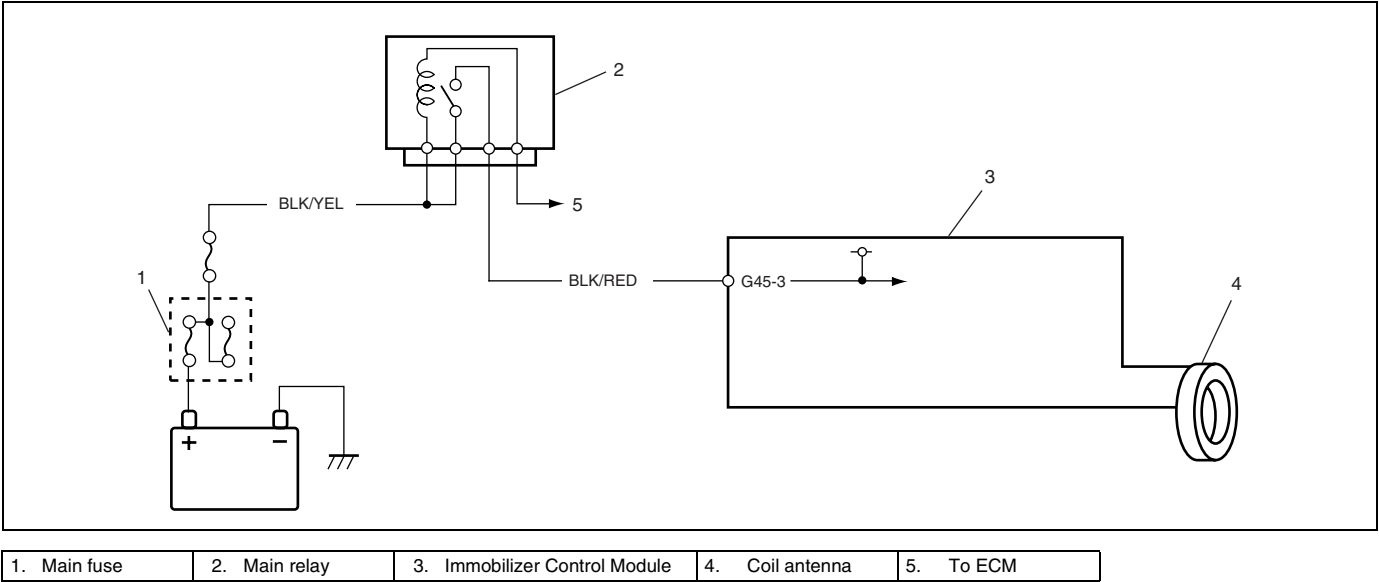 2
3
BLK/YEL
5
1
BLK/RED
G45-3
4
+
−
1. Main fuse
2. Main relay
3. Immobilizer Control Module
4. Coil antenna
5. To ECM